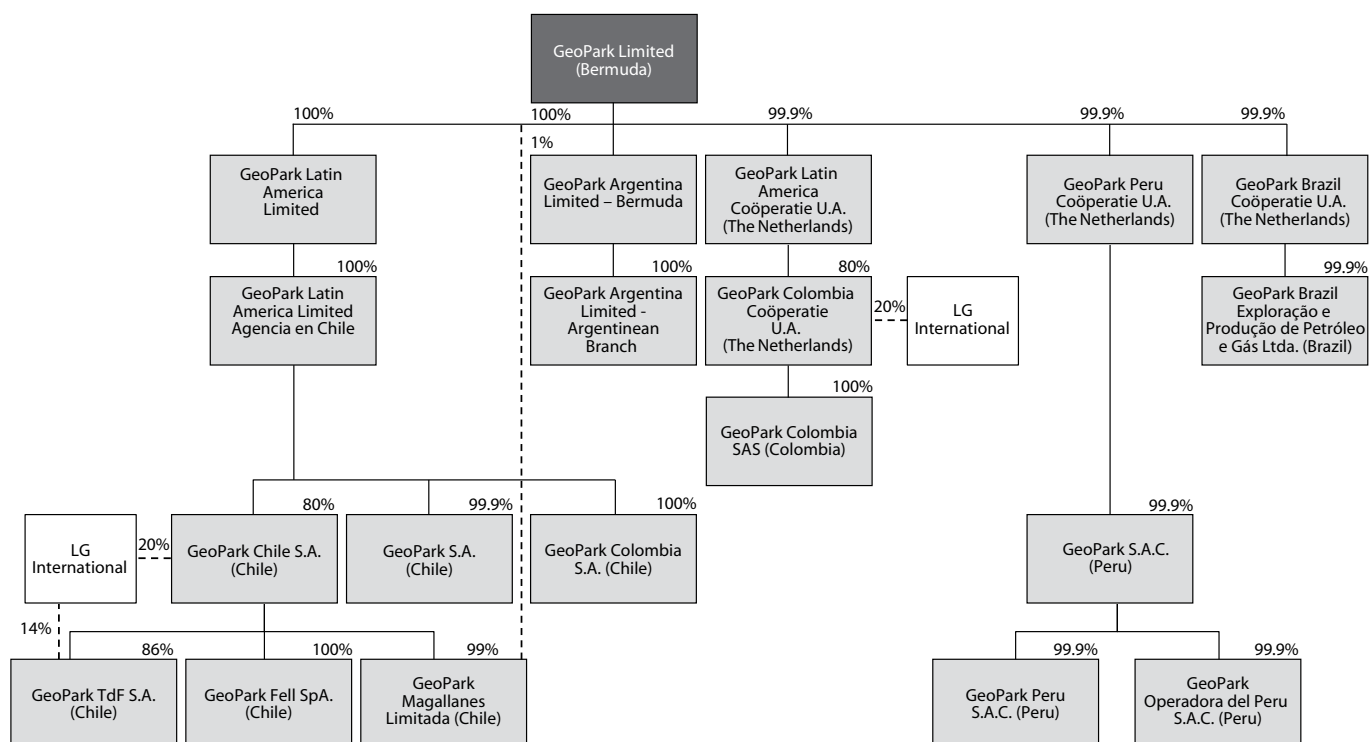 GeoPark Limited
(Bermuda)
100%
100%
99.9%
99.9%
99.9%
1%
GeoPark Latin
America
Limited
GeoPark Argentina
Limited – Bermuda
GeoPark Latin
America
Coöperatie U.A.
(The Netherlands)
GeoPark Peru
Coöperatie U.A.
(The Netherlands)
GeoPark Brazil
Coöperatie U.A.
(The Netherlands)
100%
100%
80%
99.9%
GeoPark Latin
America Limited
Agencia en Chile
GeoPark Argentina
Limited -
Argentinean
Branch
GeoPark Colombia
Coöperatie
U.A.
(The Netherlands)
20%
LG
International
GeoPark Brazil
Exploração e
Produção de Petróleo
e Gás Ltda. (Brazil)
100%
GeoPark Colombia
SAS (Colombia)
80%
99.9%
100%
99.9%
LG
International
20%
GeoPark Chile S.A.
(Chile)
GeoPark S.A.
(Chile)
GeoPark Colombia
S.A. (Chile)
GeoPark S.A.C.
(Peru)
14%
86%
100%
99%
99.9%
99.9%
GeoPark TdF S.A.
(Chile)
GeoPark Fell SpA.
(Chile)
GeoPark
Magallanes
Limitada (Chile)
GeoPark Peru
S.A.C. (Peru)
GeoPark
Operadora del Peru
S.A.C. (Peru)